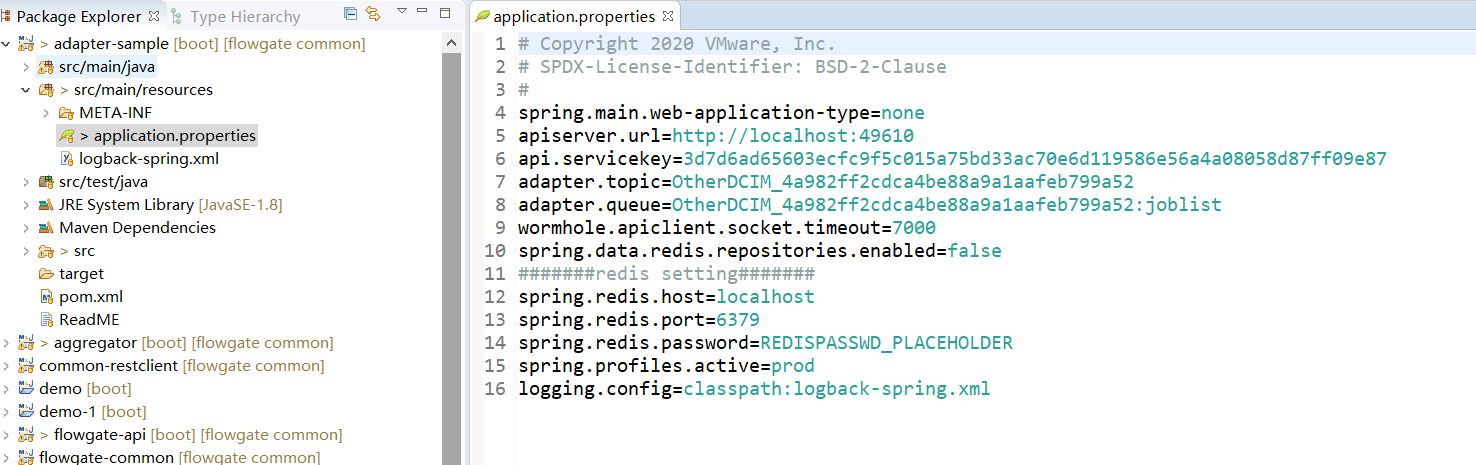 Package Explorer
Type Hierarchy
> adapter-sample [boot] [flowgate common]
src/main/java
> src/main/resources
META-INF
> application.properties
logback-spring.xml
src/test/java
JRE System Library [JavaSE-1.8]
Maven Dependencies
> src
target
pom.xml
ReadME
> aggregator [boot] [flowgate common]
common-restclient [flowgate common]
demo [boot]
demo-1 [boot]
> flowgate-api [boot] [flowgate common]
flowgate-common [flowgate common]
application.properties
1 # Copyright 2020 VMware, Inc.
2 # SPDX-License-Identifier: BSD-2-Clause
3 #
4 spring.main.web-application-type=none
5 apiserver.url=http://localhost:49610
6 api.servicekey=3d7d6ad65603ecfc9f5c015a75bd33ac70e6d119586e56a4a08058d87ff09e87
7 adapter.topic=OtherDCIM_4a982ff2cdca4be88a9a1aafeb799a52
8 adapter.queue=OtherDCIM_4a982ff2cdca4be88a9a1aafeb799a52:joblist
9 wormhole.apiclient.socket.timeout=7000
10 spring.data.redis.repositories.enabled=false
11 #######redis setting#######
12 spring.redis.host=localhost
13 spring.redis.port=6379
14 spring.redis.password=REDISPASSWD_PLACEHOLDER
15 spring.profiles.active=prod
16 logging.config=classpath:logback-spring.xml